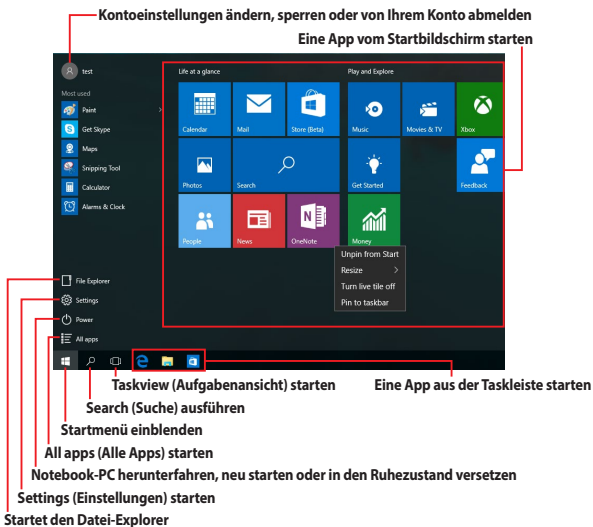 Kontoeinstellungen ändern, sperren oder von Ihrem Konto abmelden
Eine App vom Startbildschirm starten
test
Life at a glance
Play and Explore
Most used
Paint
Get Skype
Maps
Snipping Tool
Calculator
Alarms & Clock
Calendar
Mail
Store (Beta)
Music
Movies & TV
Xbox
Photos
Search
Get Started
Feedback
People
News
OneNote
Money
Unpin from Start
Resize
Turn live tile off
Pin to taskbar
File Explorer
Settings
Power
All apps
Taskview (Aufgabenansicht) starten
Eine App aus der Taskleiste starten
Search (Suche) ausführen
Startmenü einblenden
All apps (Alle Apps) starten
Notebook-PC herunterfahren, neu starten oder in den Ruhezustand versetzen
Settings (Einstellungen) starten
Startet den Datei-Explorer